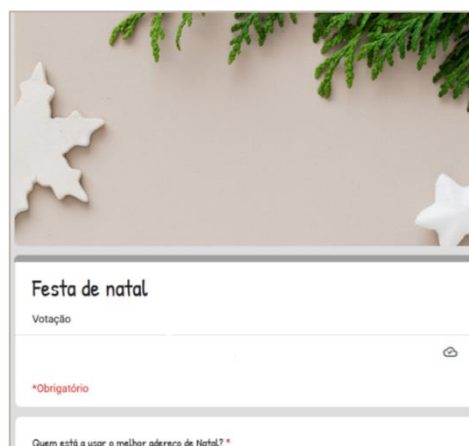 Festa de natal
Votação
*Obrigatório
Quem está a usar o melhor adereço de Natal? *